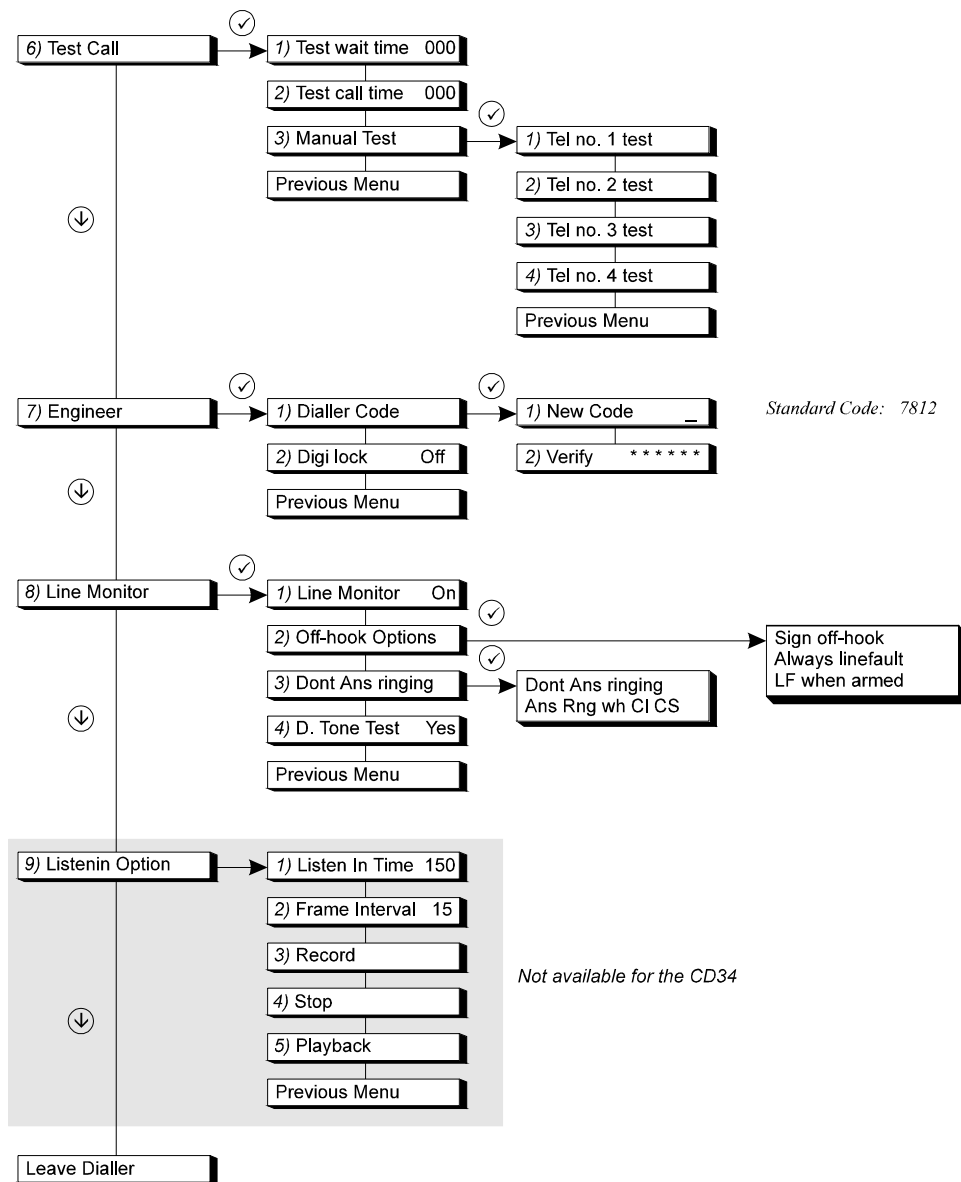 6) Test Call
1) Test wait time 000
2) Test call time 000
3) Manual Test
Previous Menu
1) Tel no. 1 test
2) Tel no. 2 test
3) Tel no. 3 test
4) Tel no. 4 test
Previous Menu
7) Engineer
1) Dialler Code
2) Digi lock Off
Previous Menu
1) New Code _
2) Verify * * * * * *
Standard Code: 7812
8) Line Monitor
1) Line Monitor On
2) Off-hook Options
3) Dont Ans ringing
4) D. Tone Test Yes
Previous Menu
Sign off-hook
Always linefault
LF when armed
Dont Ans ringing
Ans Rng wh Cl CS
9) Listenin Option
1) Listen In Time 150
2) Frame Interval 15
3) Record
4) Stop
5) Playback
Previous Menu
Not available for the CD34
Leave Dialler